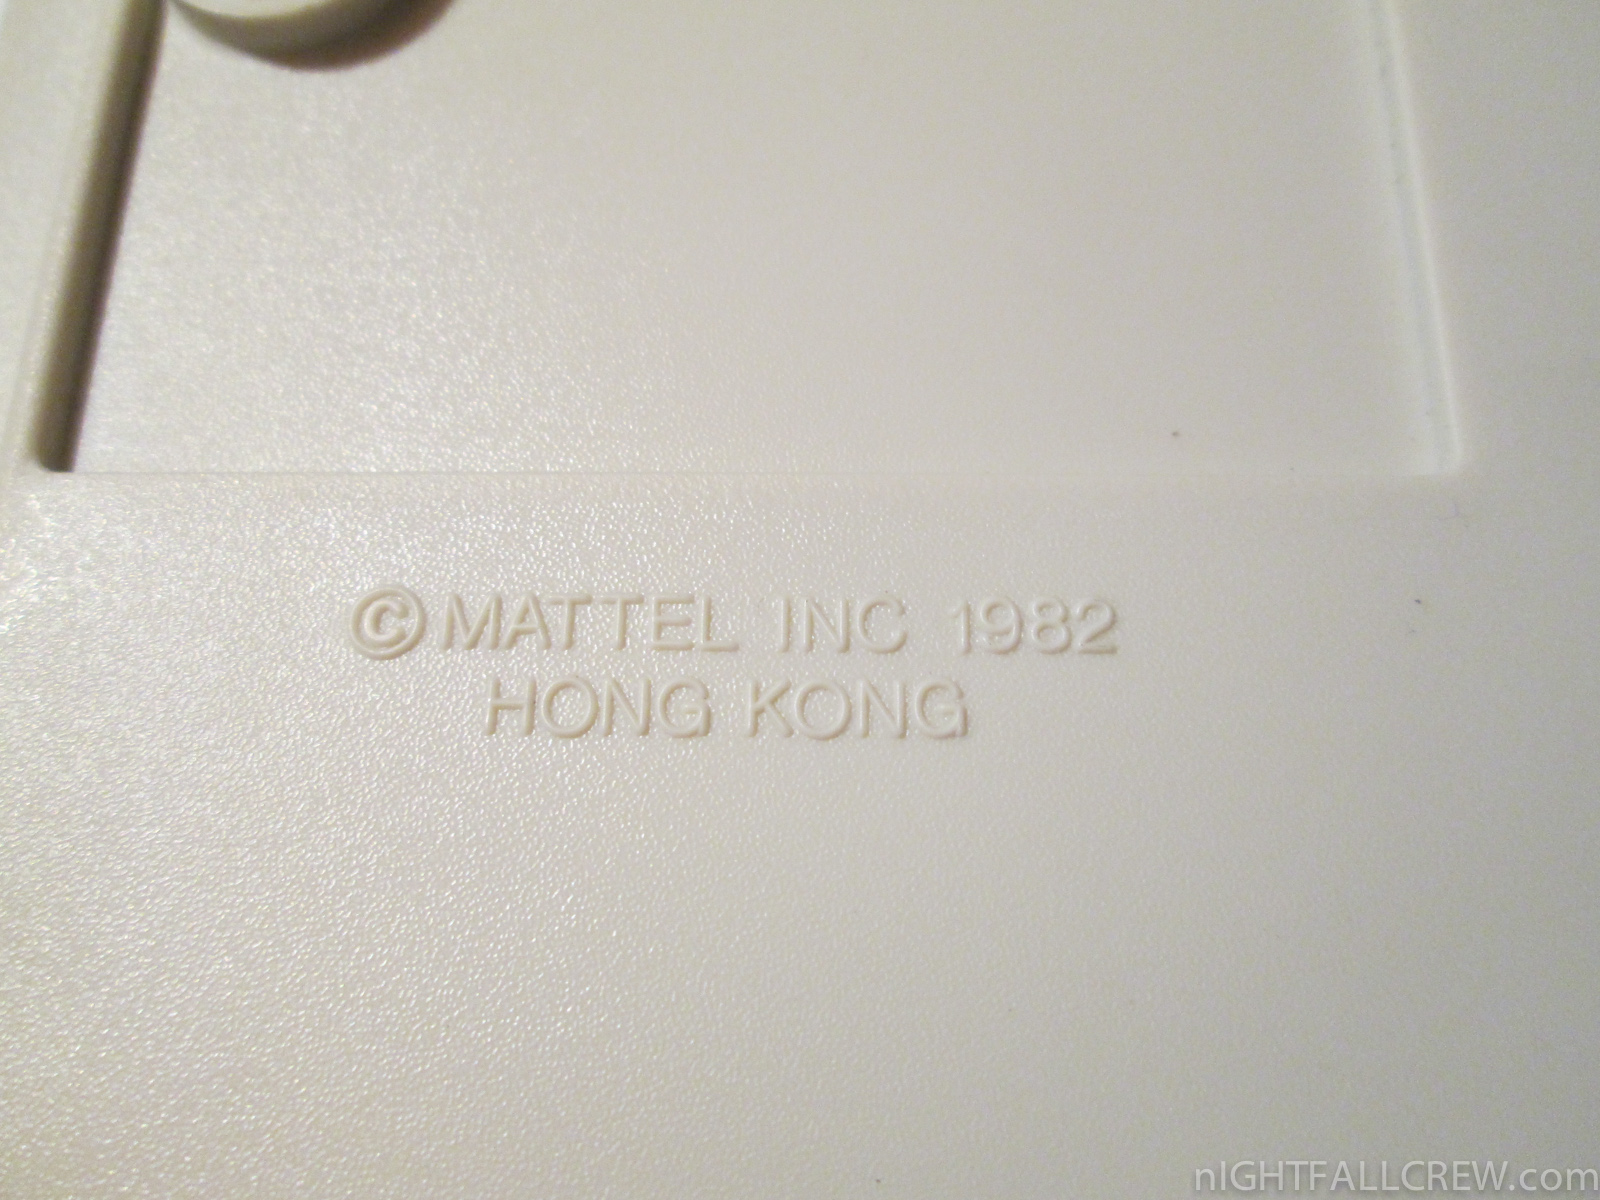 ©MATTEL INC 1982
HONG KONG
nIGHTFALLCREW.com